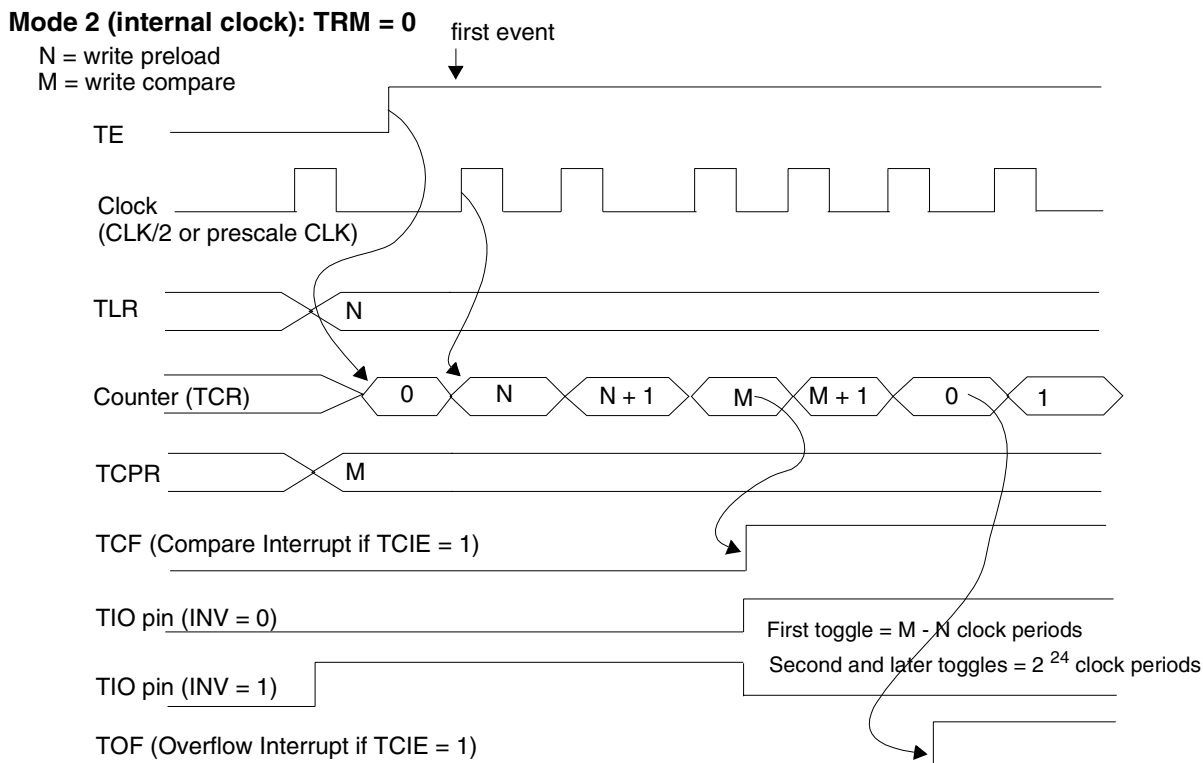 Mode 2 (internal clock): TRM = 0
first event
N = write preload
M = write compare
TE
Clock
(CLK/2 or prescale CLK)
TLR
N
Counter (TCR)
0
N
N + 1
M
M + 1
0
1
TCPR
M
TCF (Compare Interrupt if TCIE = 1)
TIO pin (INV = 0)
First toggle = M - N clock periods
Second and later toggles = 2 24 clock periods
TIO pin (INV = 1)
TOF (Overflow Interrupt if TCIE = 1)